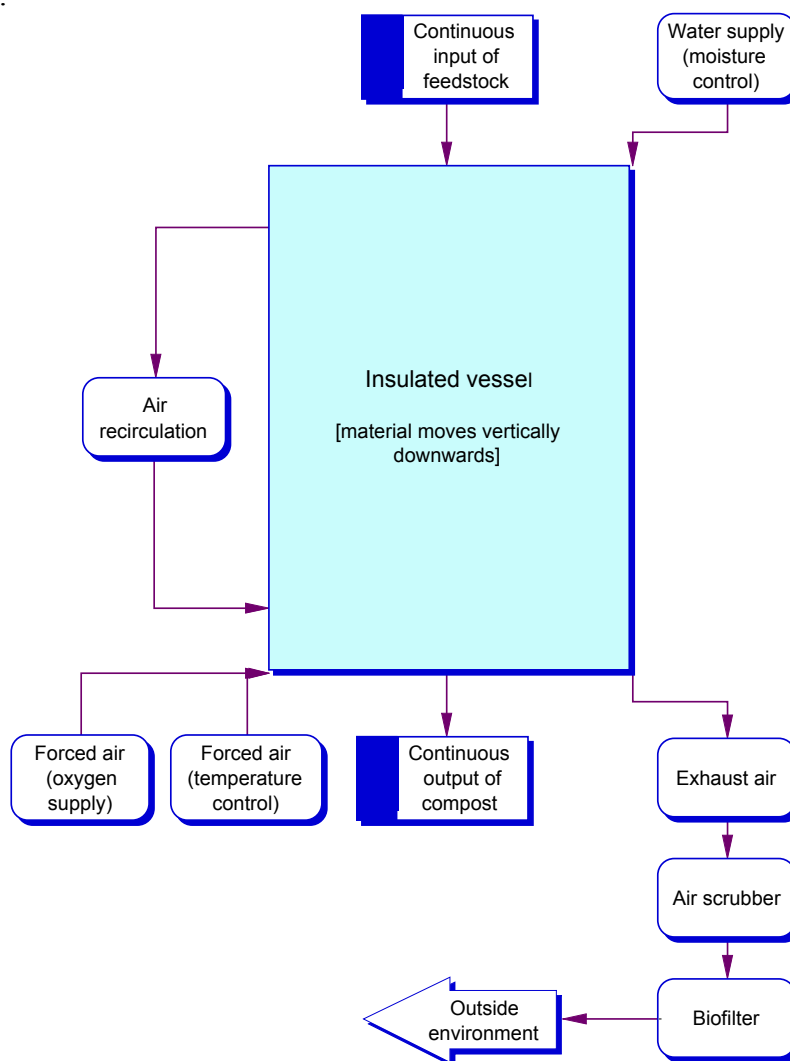 Continuous
input of
feedstock
Water supply
(moisture
control)
Insulated vessel
[material moves vertically
downwards]
Air
recirculation
Forced air
(oxygen
supply)
Forced air
(temperature
control)
Continuous
output of
compost
Exhaust air
Air scrubber
Biofilter
Outside
environment